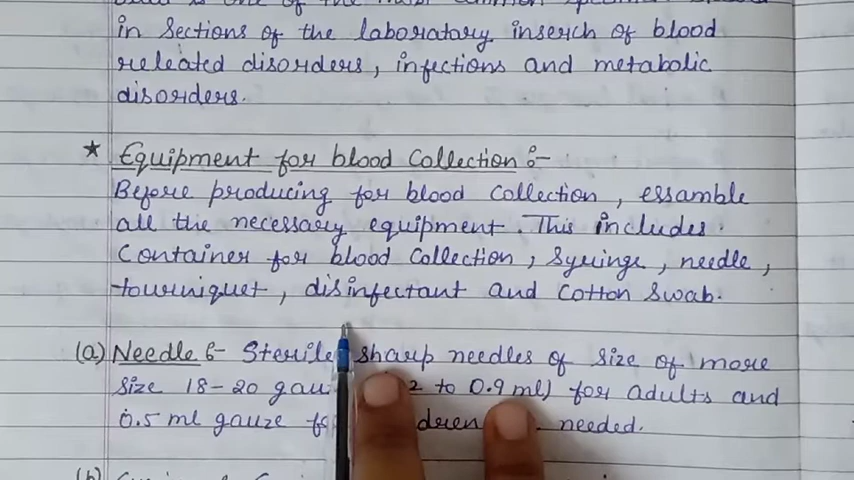 in Sections of the laboratory inserch of blood
releated disorders, infections and metabolic
disorders.
★ Equipment for blood Collection :-
Before producing for blood Collection, essamble
all the necessary equipment. This includes.
Container for blood Collection, Syringe, needle,
tourniquet, disinfectant and Cotton Swab.
(a) Needle :- Sterile sharp needles of size of more
size 18-20 to 0.9 ml) for adults and
0.5 ml gauze needed.
(b)